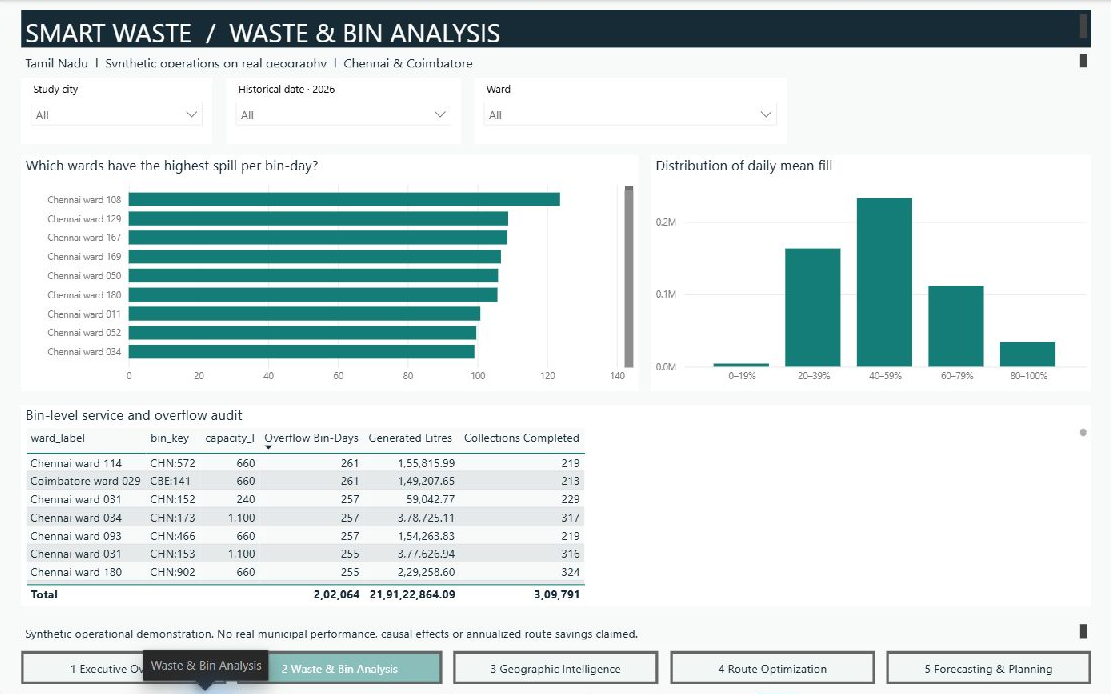 SMART WASTE / WASTE & BIN ANALYSIS
Tamil Nadu | Synthetic operations on real geography | Chennai & Coimbatore
Study city Historical date · 2026 Ward
All All All
Which wards have the highest spill per bin-day?
Chennai ward 108
Chennai ward 129
Chennai ward 167
Chennai ward 169
Chennai ward 050
Chennai ward 180
Chennai ward 011
Chennai ward 052
Chennai ward 034
0 20 40 60 80 100 120 140
Distribution of daily mean fill
0.2M
0.1M
0.0M
0–19% 20–39% 40–59% 60–79% 80–100%
Bin-level service and overflow audit
ward_label bin_key capacity_l Overflow Bin-Days Generated Litres Collections Completed
Chennai ward 114 CHN:572 660 261 1,55,815.99 219
Coimbatore ward 029 CBE:141 660 261 1,49,207.65 213
Chennai ward 031 CHN:152 240 257 59,042.77 229
Chennai ward 034 CHN:173 1,100 257 3,78,725.11 317
Chennai ward 093 CHN:466 660 257 1,54,263.83 219
Chennai ward 031 CHN:153 1,100 255 3,77,626.94 316
Chennai ward 180 CHN:902 660 255 2,29,258.60 324
Total 2,02,064 21,91,22,864.09 3,09,791
Synthetic operational demonstration. No real municipal performance, causal effects or annualized route savings claimed.
1 Executive Ov 2 Waste & Bin Analysis 3 Geographic Intelligence 4 Route Optimization 5 Forecasting & Planning
Waste & Bin Analysis